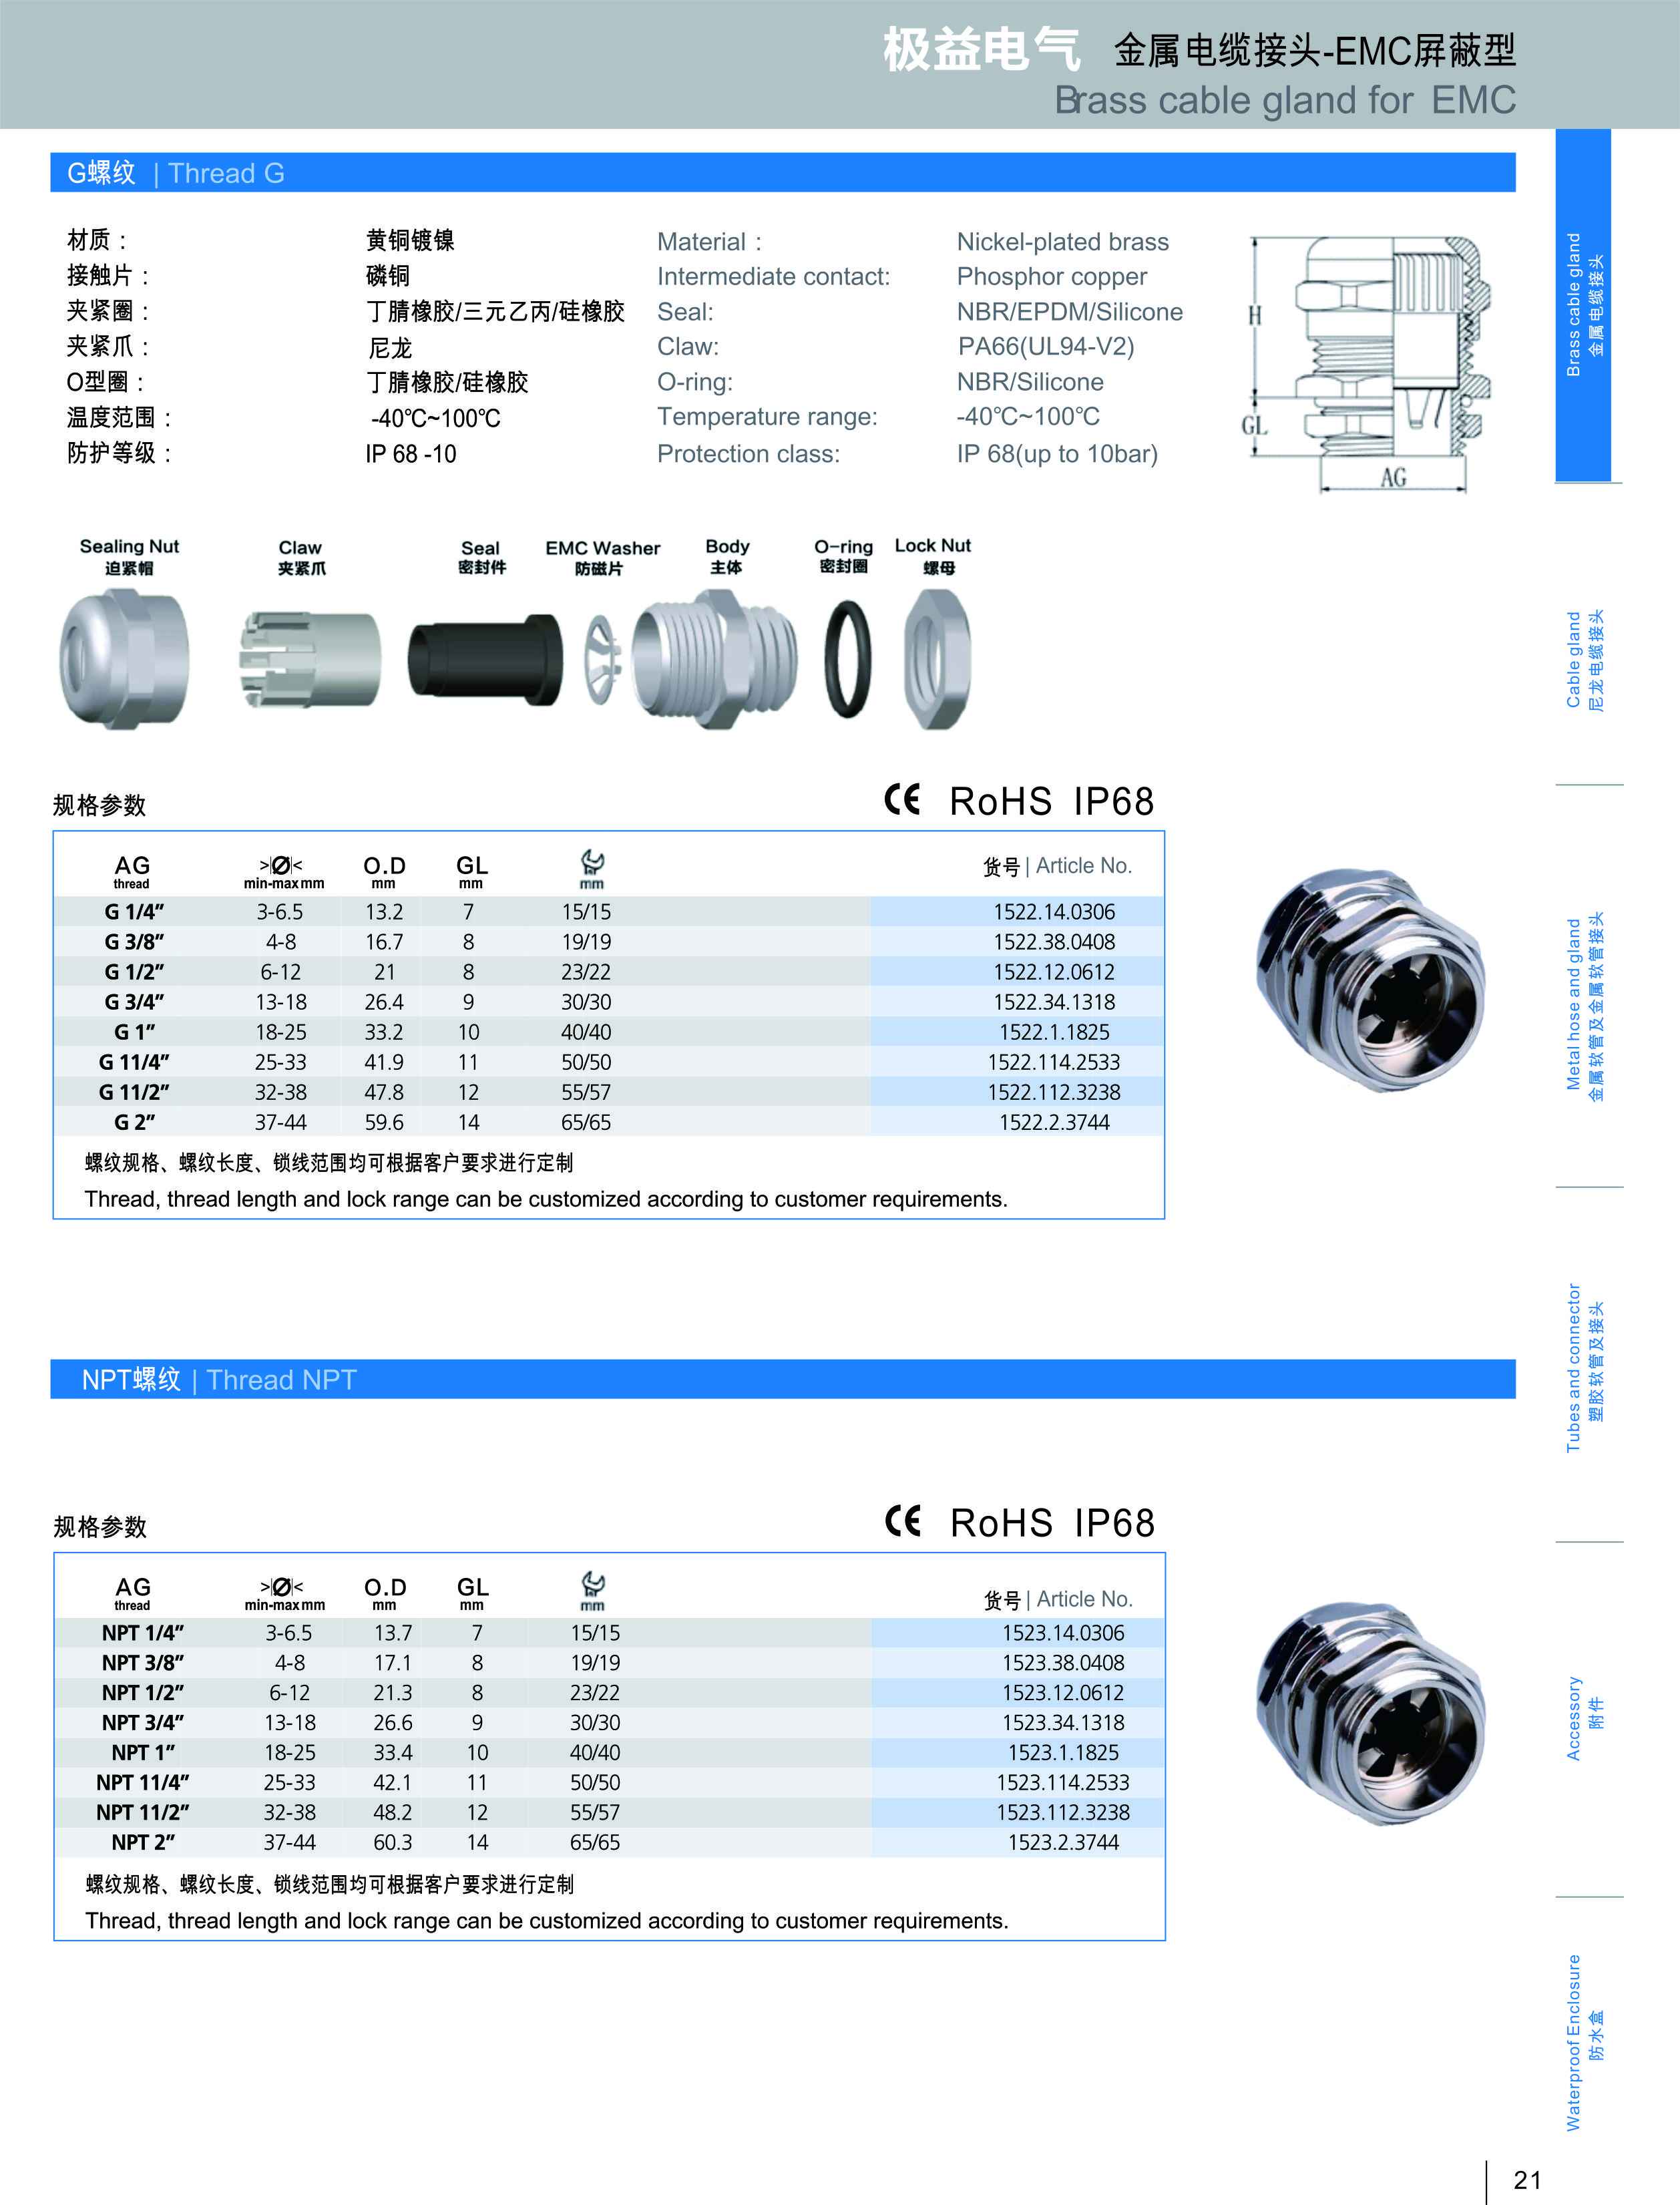 极益电气 金属电缆接头-EMC屏蔽型
Brass cable gland for EMC
G螺纹 | Thread G
材质： 黄铜镀镍 Material： Nickel-plated brass
接触片： 磷铜 Intermediate contact: Phosphor copper
夹紧圈： 丁腈橡胶/三元乙丙/硅橡胶 Seal: NBR/EPDM/Silicone
夹紧爪： 尼龙 Claw: PA66(UL94-V2)
O型圈： 丁腈橡胶/硅橡胶 O-ring: NBR/Silicone
温度范围： -40℃~100℃ Temperature range: -40℃~100℃
防护等级： IP 68 -10 Protection class: IP 68(up to 10bar)
H
GL
AG
Sealing Nut Claw Seal EMC Washer Body O-ring Lock Nut
迫紧帽 夹紧爪 密封件 防磁片 主体 密封圈 螺母
规格参数 CE RoHS IP68
AG >|Ø|< O.D GL 货号 | Article No.
thread min-max mm mm mm mm
G 1/4″ 3-6.5 13.2 7 15/15 1522.14.0306
G 3/8″ 4-8 16.7 8 19/19 1522.38.0408
G 1/2″ 6-12 21 8 23/22 1522.12.0612
G 3/4″ 13-18 26.4 9 30/30 1522.34.1318
G 1″ 18-25 33.2 10 40/40 1522.1.1825
G 11/4″ 25-33 41.9 11 50/50 1522.114.2533
G 11/2″ 32-38 47.8 12 55/57 1522.112.3238
G 2″ 37-44 59.6 14 65/65 1522.2.3744
螺纹规格、螺纹长度、锁线范围均可根据客户要求进行定制
Thread, thread length and lock range can be customized according to customer requirements.
NPT螺纹 | Thread NPT
规格参数 CE RoHS IP68
AG >|Ø|< O.D GL 货号 | Article No.
thread min-max mm mm mm mm
NPT 1/4″ 3-6.5 13.7 7 15/15 1523.14.0306
NPT 3/8″ 4-8 17.1 8 19/19 1523.38.0408
NPT 1/2″ 6-12 21.3 8 23/22 1523.12.0612
NPT 3/4″ 13-18 26.6 9 30/30 1523.34.1318
NPT 1″ 18-25 33.4 10 40/40 1523.1.1825
NPT 11/4″ 25-33 42.1 11 50/50 1523.114.2533
NPT 11/2″ 32-38 48.2 12 55/57 1523.112.3238
NPT 2″ 37-44 60.3 14 65/65 1523.2.3744
螺纹规格、螺纹长度、锁线范围均可根据客户要求进行定制
Thread, thread length and lock range can be customized according to customer requirements.
Brass cable gland
金属电缆接头
Cable gland
尼龙电缆接头
Metal hose and gland
金属软管及金属软管接头
Tubes and connector
塑胶软管及接头
Accessory
附件
Waterproof Enclosure
防水盒
21